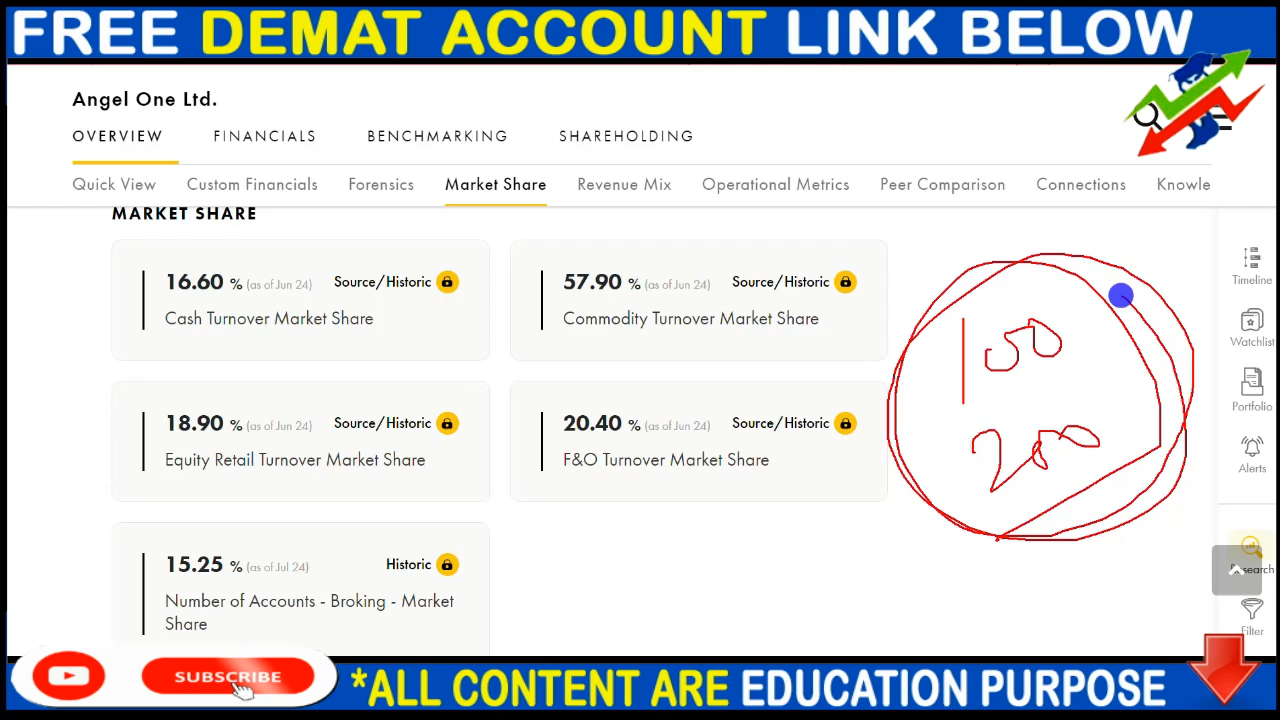 FREE DEMAT ACCOUNT LINK BELOW
Angel One Ltd.
OVERVIEW FINANCIALS BENCHMARKING SHAREHOLDING
Quick View Custom Financials Forensics Market Share Revenue Mix Operational Metrics Peer Comparison Connections Knowle
MARKET SHARE
16.60 % (as of Jun 24) Source/Historic
Cash Turnover Market Share
57.90 % (as of Jun 24) Source/Historic
Commodity Turnover Market Share
18.90 % (as of Jun 24) Source/Historic
Equity Retail Turnover Market Share
20.40 % (as of Jun 24) Source/Historic
F&O Turnover Market Share
15.25 % (as of Jul 24) Historic
Number of Accounts - Broking - Market
Share
100
200
Timeline
Watchlist
Portfolio
Alerts
Research
Filter
SUBSCRIBE
*ALL CONTENT ARE EDUCATION PURPOSE